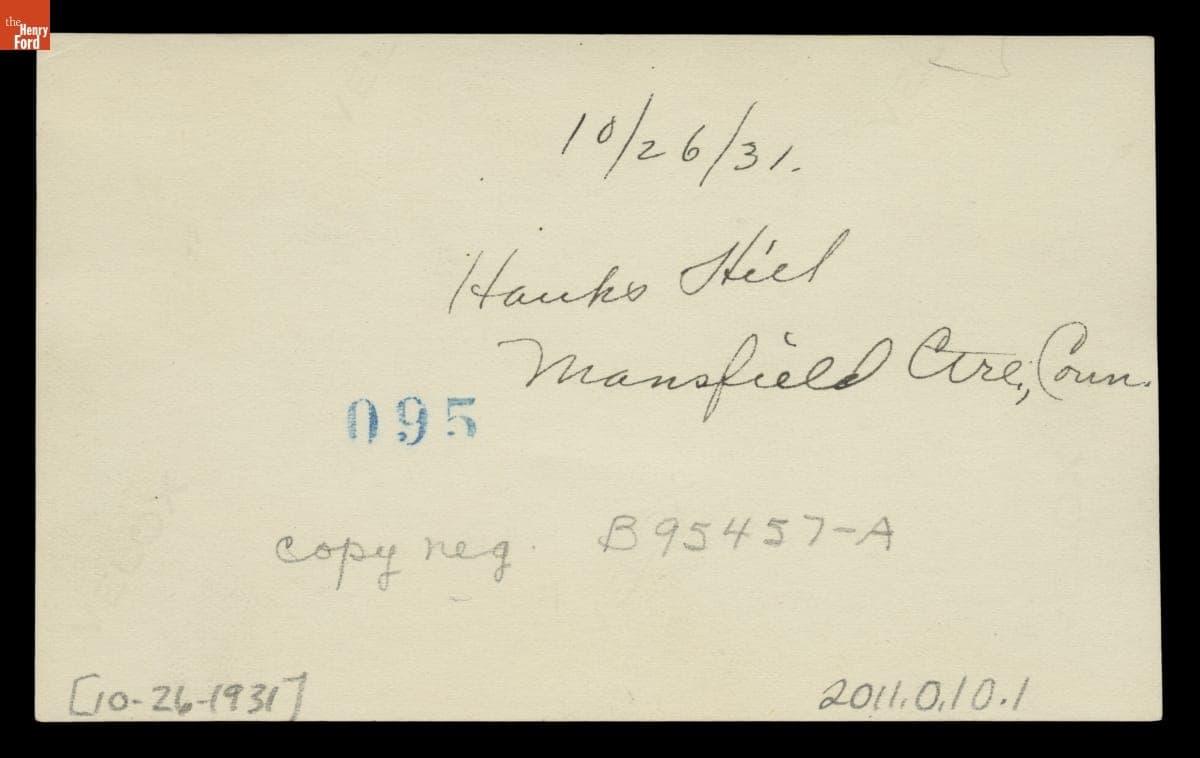 the
Henry
Ford
10/26/31.
Hanks Hill
Mansfield Ctre., Conn.
095
copy neg. B95457-A
[10-26-1931]
2011.0.10.1